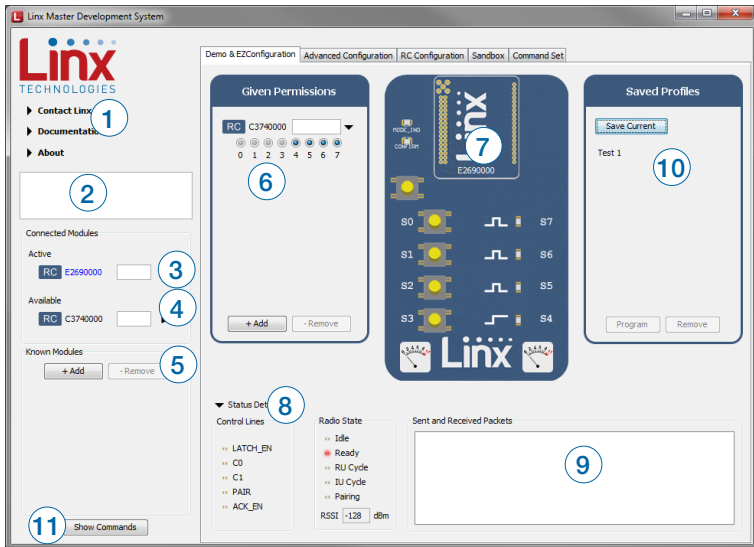 Linx Master Development System
Linx
TECHNOLOGIES
Contact Linx
1
Documentatio
About
2
Connected Modules
Active
RC E2690000
3
Available
RC C3740000
4
Known Modules
+ Add - Remove
5
11
Show Commands
Demo & EZConfiguration Advanced Configuration RC Configuration Sandbox Command Set
Given Permissions
RC C3740000
0 1 2 3 4 5 6 7
6
+ Add - Remove
MODE_IND
CONFIRM
Linx
7
E2690000
S0 S7
S1 S6
S2 S5
S3 S4
Linx
Saved Profiles
Save Current
Test 1
10
Program Remove
Status Det
8
Control Lines
LATCH_EN
C0
C1
PAIR
ACK_EN
Radio State
Idle
Ready
RU Cycle
IU Cycle
Pairing
RSSI -128 dBm
Sent and Received Packets
9